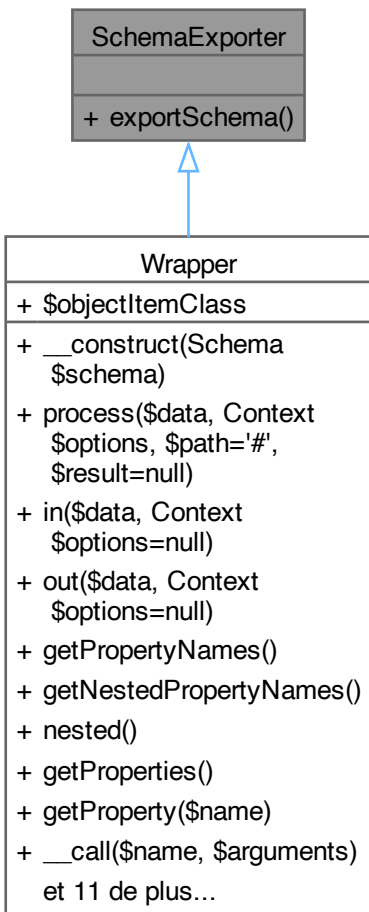 SchemaExporter
+ exportSchema()
Wrapper
+ $objectItemClass
+ __construct(Schema
$schema)
+ process($data, Context
$options, $path='#',
$result=null)
+ in($data, Context
$options=null)
+ out($data, Context
$options=null)
+ getPropertyNames()
+ getNestedPropertyNames()
+ nested()
+ getProperties()
+ getProperty($name)
+ __call($name, $arguments)
et 11 de plus...